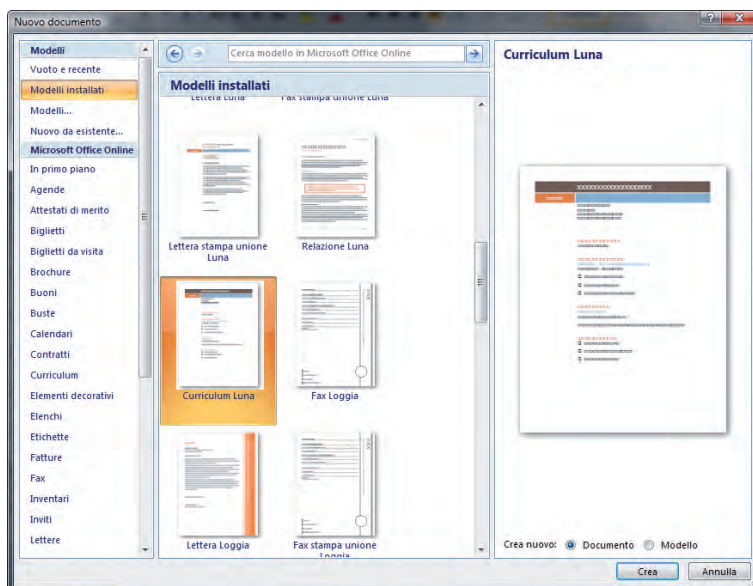 Nuovo documento
Modelli
Vuoto e recente
Modelli installati
Modelli...
Nuovo da esistente...
Microsoft Office Online
In primo piano
Agende
Attestati di merito
Biglietti
Biglietti da visita
Brochure
Buoni
Buste
Calendari
Contratti
Curriculum
Elementi decorativi
Elenchi
Etichette
Fatture
Fax
Inventari
Inviti
Lettere
Cerca modello in Microsoft Office Online
Modelli installati
Lettera Luna
Fax stampa unione Luna
Lettera stampa unione
Luna
Relazione Luna
Curriculum Luna
Fax Loggia
Lettera Loggia
Fax stampa unione
Loggia
Curriculum Luna
Crea nuovo: Documento Modello
Crea
Annulla